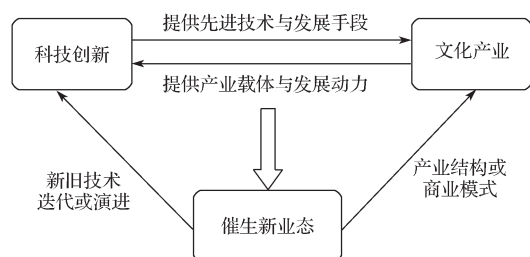 提供先进技术与发展手段
科技创新
文化产业
提供产业载体与发展动力
新旧技术
迭代或演进
产业结构或
商业模式
催生新业态